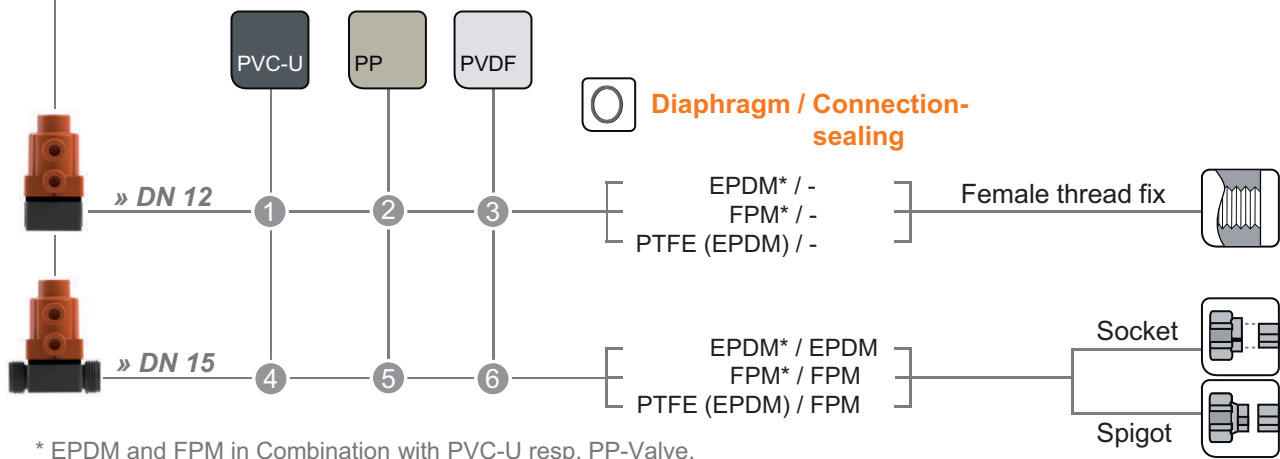 PVC-U
PP
PVDF
Diaphragm / Connection-
sealing
» DN 12
1
2
3
EPDM* / -
FPM* / -
PTFE (EPDM) / -
Female thread fix
» DN 15
4
5
6
EPDM* / EPDM
FPM* / FPM
PTFE (EPDM) / FPM
Socket
Spigot
* EPDM and FPM in Combination with PVC-U resp. PP-Valve.